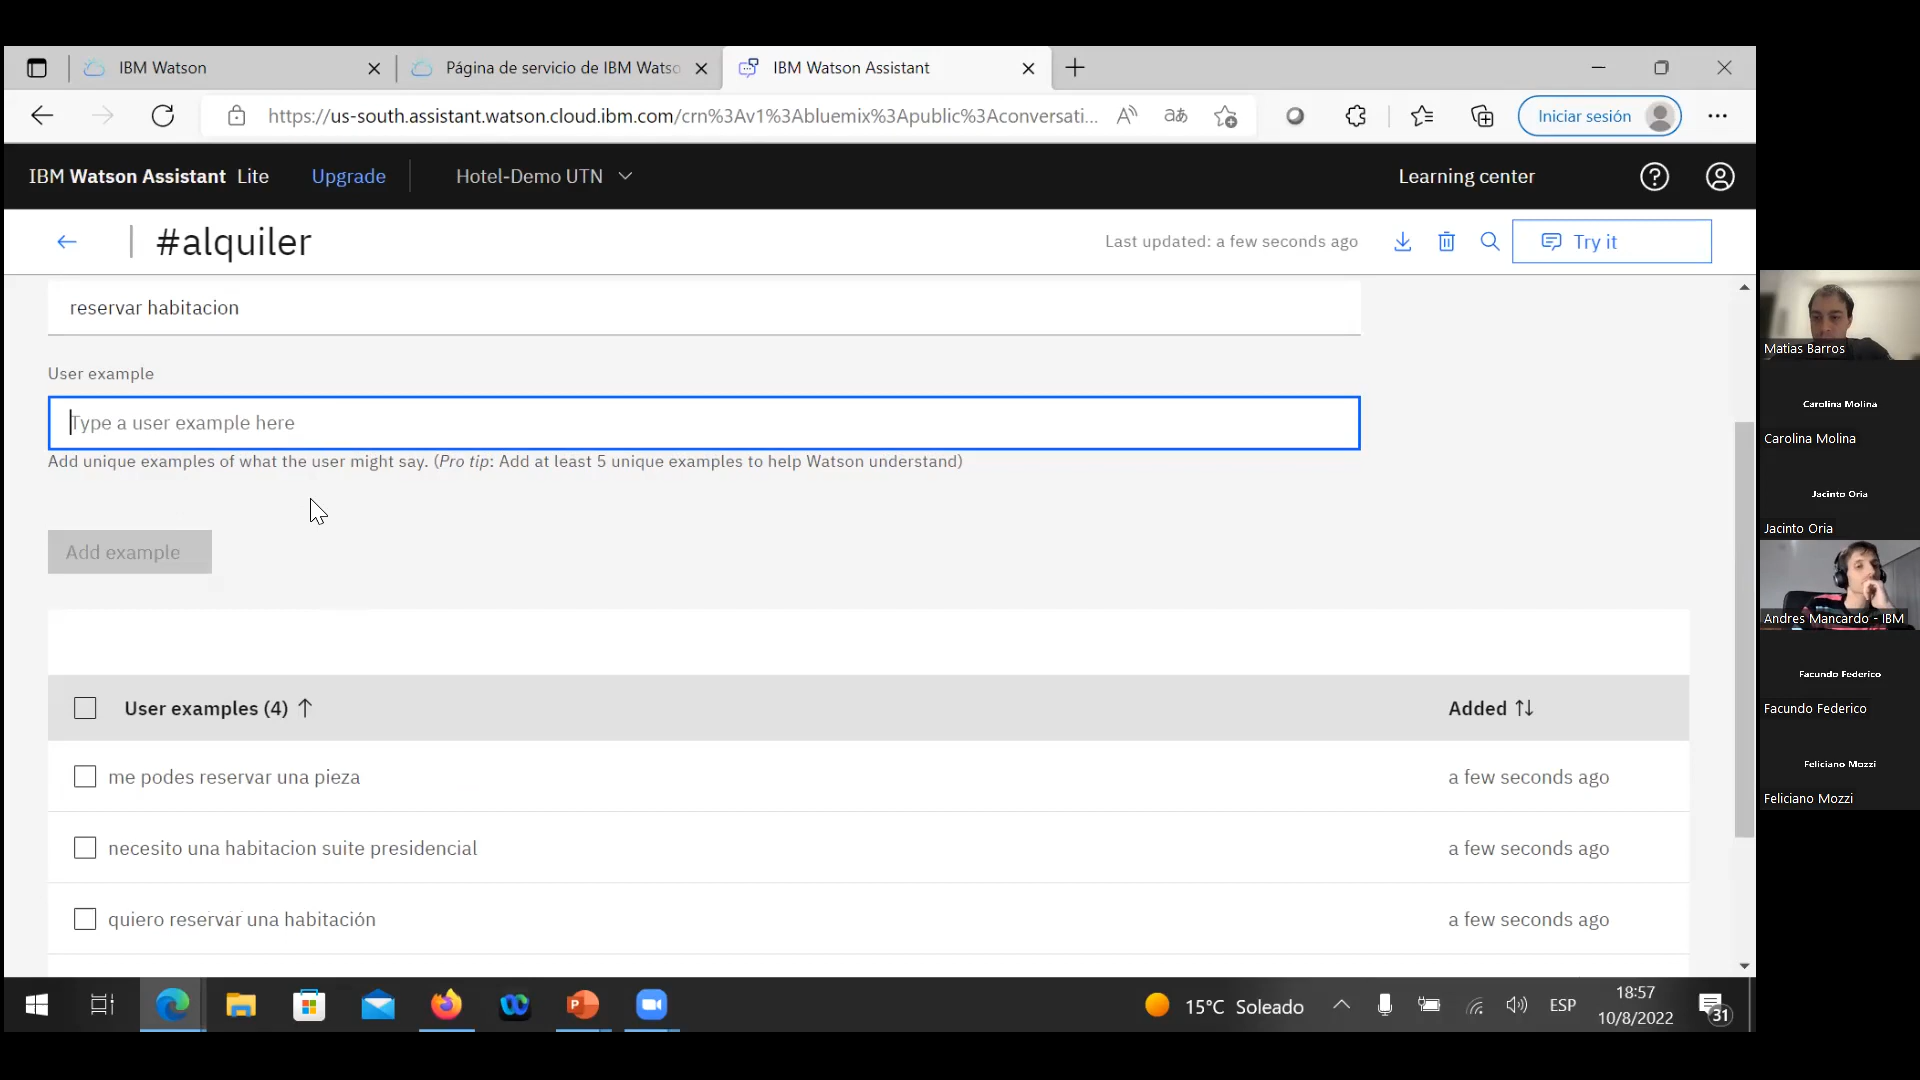 IBM Watson
Página de servicio de IBM Watso
IBM Watson Assistant
https://us-south.assistant.watson.cloud.ibm.com/crn%3Av1%3Abluemix%3Apublic%3Aconversati...
Iniciar sesión
IBM Watson Assistant Lite
Upgrade
Hotel-Demo UTN
Learning center
#alquiler
Last updated: a few seconds ago
Try it
reservar habitacion
User example
Type a user example here
Add unique examples of what the user might say. (Pro tip: Add at least 5 unique examples to help Watson understand)
Add example
User examples (4)
Added
me podes reservar una pieza
a few seconds ago
necesito una habitacion suite presidencial
a few seconds ago
quiero reservar una habitación
a few seconds ago
15°C Soleado
ESP
18:57
10/8/2022
31
Matias Barros
Carolina Molina
Carolina Molina
Jacinto Oria
Jacinto Oria
Andres Mancardo - IBM
Facundo Federico
Facundo Federico
Feliciano Mozzi
Feliciano Mozzi